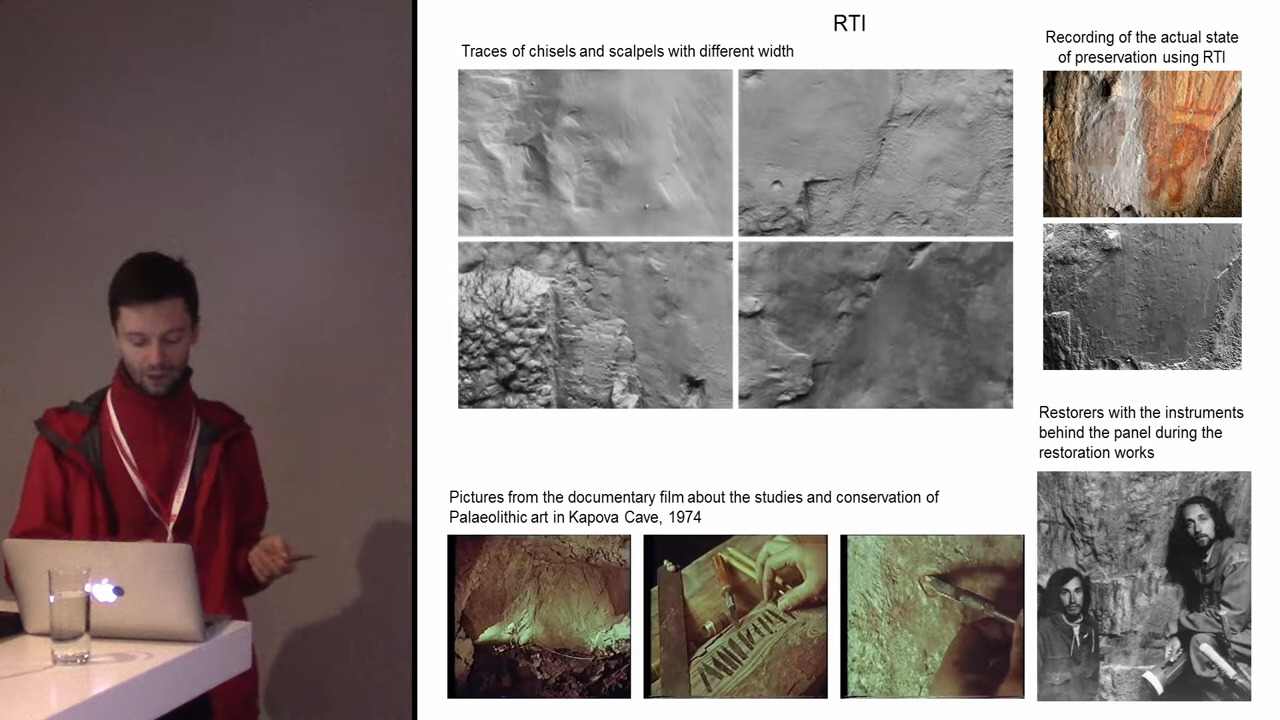 RTI
Traces of chisels and scalpels with different width
Recording of the actual state
of preservation using RTI
Restorers with the instruments
behind the panel during the
restoration works
Pictures from the documentary film about the studies and conservation of
Palaeolithic art in Kapova Cave, 1974